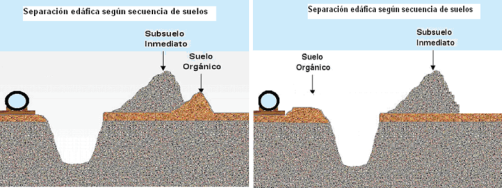 Separación edáfica según secuencia de suelos
Subsuelo
Inmediato
Suelo
Orgánico
Separación edáfica según secuencia de suelos
Subsuelo
Inmediato
Suelo
Orgánico